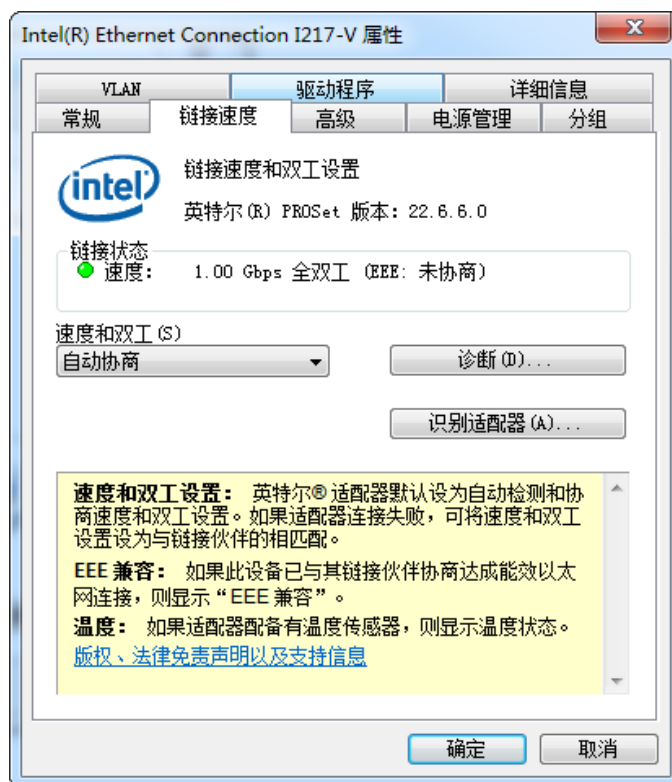 Intel(R) Ethernet Connection I217-V 属性
VLAN
驱动程序
详细信息
常规
链接速度
高级
电源管理
分组
intel
链接速度和双工设置
英特尔(R) PROSet 版本: 22.6.6.0
链接状态
速度: 1.00 Gbps 全双工 (EEE: 未协商)
速度和双工(S)
自动协商
诊断(D)...
识别适配器(A)...
速度和双工设置： 英特尔® 适配器默认设为自动检测和协
商速度和双工设置。如果适配器连接失败，可将速度和双工
设置设为与链接伙伴的相匹配。
EEE 兼容： 如果此设备已与其链接伙伴协商达成能效以太
网连接，则显示“EEE 兼容”。
温度： 如果适配器配备有温度传感器，则显示温度状态。
版权、法律免责声明以及支持信息
确定
取消